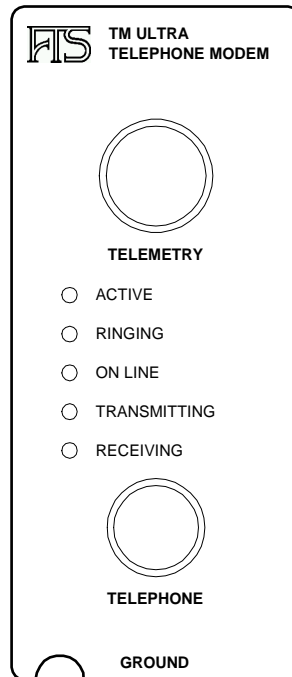 FTS TM ULTRA
TELEPHONE MODEM
TELEMETRY
ACTIVE
RINGING
ON LINE
TRANSMITTING
RECEIVING
TELEPHONE
GROUND